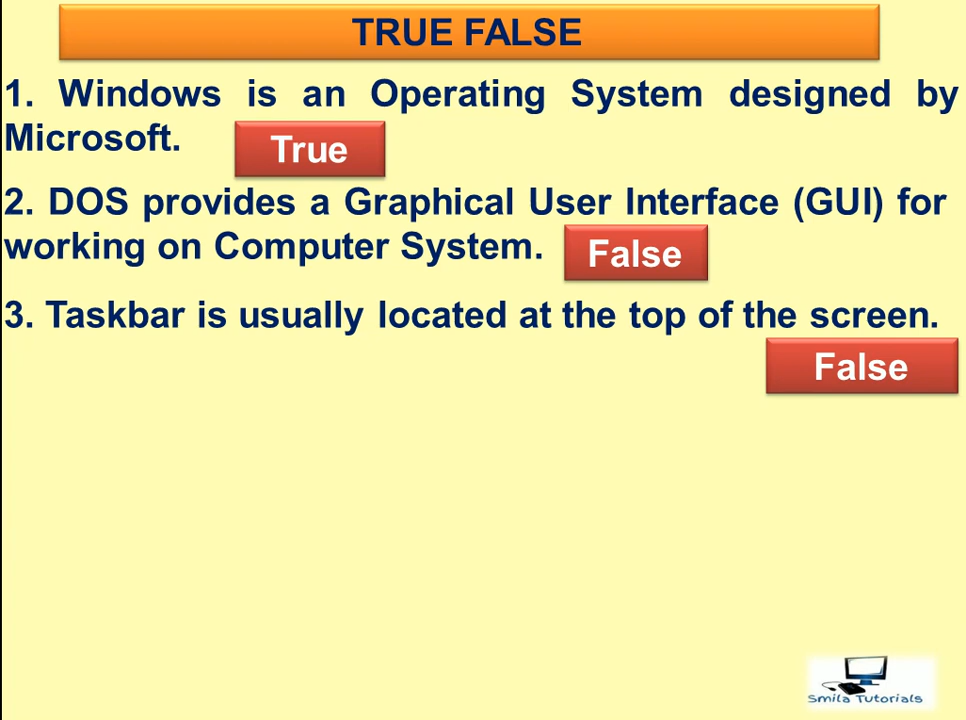 TRUE FALSE
1. Windows is an Operating System designed by
Microsoft.
True
2. DOS provides a Graphical User Interface (GUI) for
working on Computer System.
False
3. Taskbar is usually located at the top of the screen.
False
Smila Tutorials